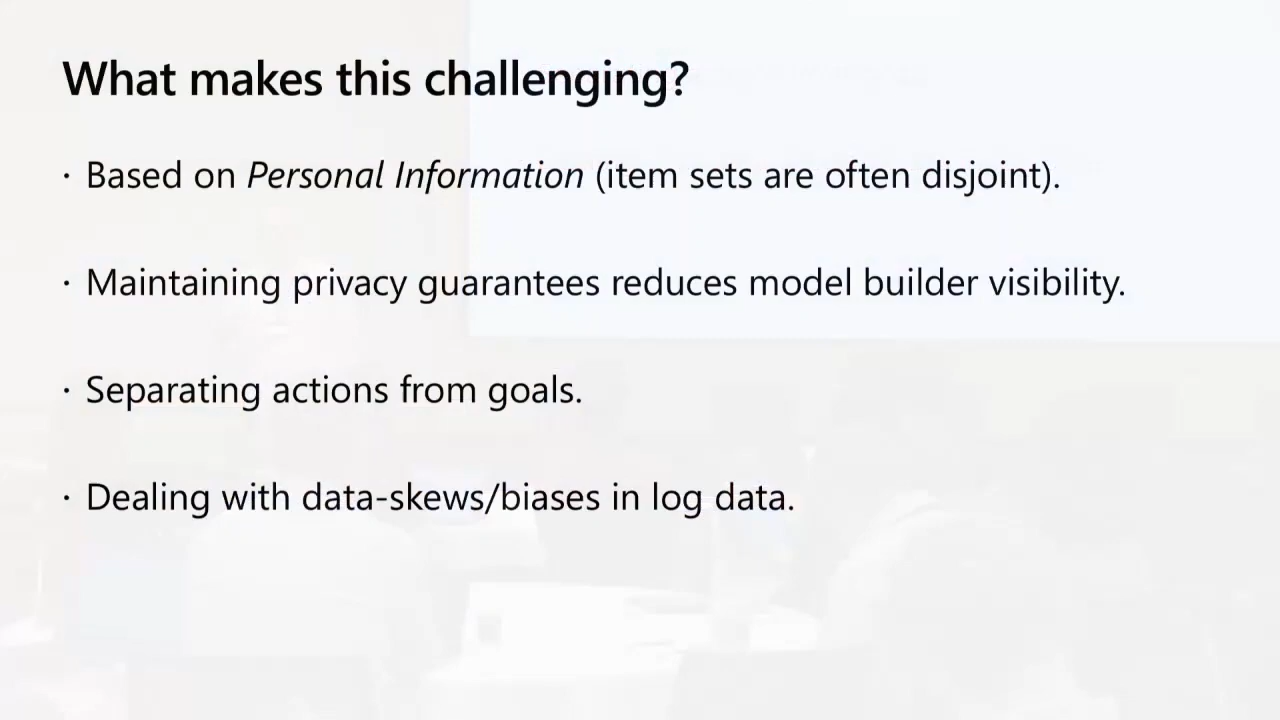 What makes this challenging?
· Based on Personal Information (item sets are often disjoint).
· Maintaining privacy guarantees reduces model builder visibility.
· Separating actions from goals.
· Dealing with data-skews/biases in log data.